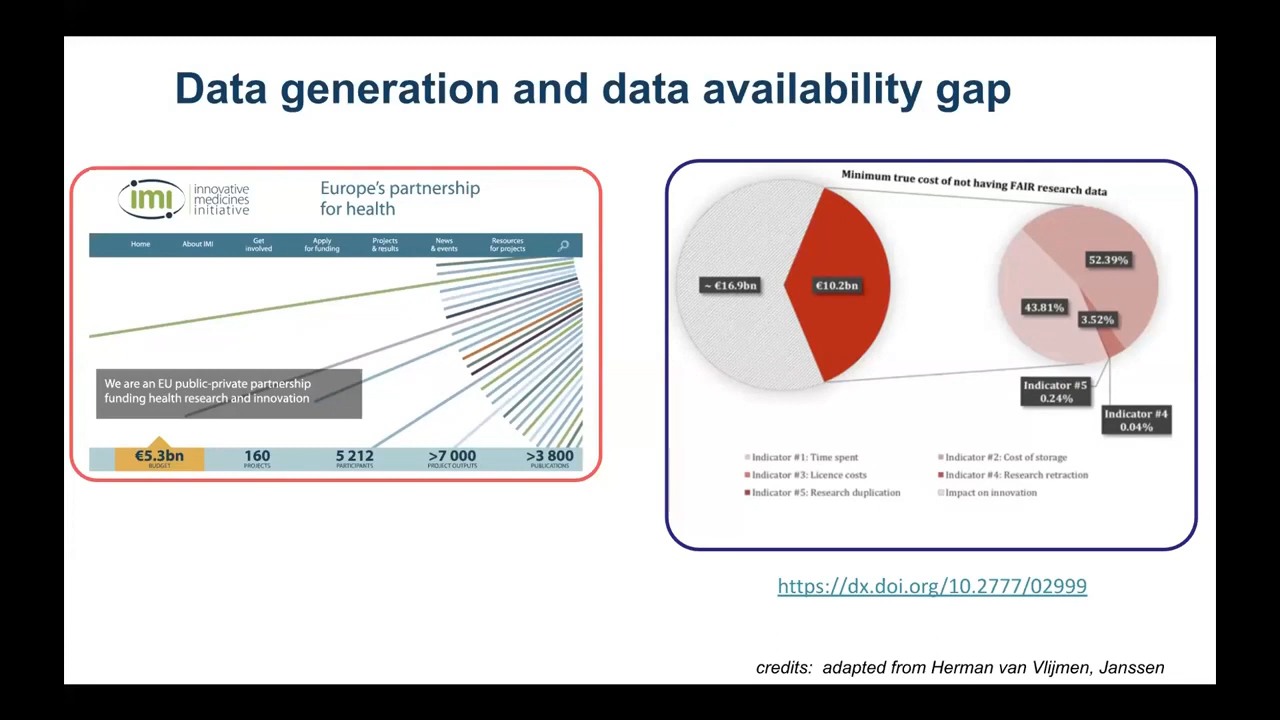 Data generation and data availability gap
imi
innovative
medicines
initiative
Europe's partnership
for health
Home
About IMI
Get
involved
Apply
for funding
Projects
& results
News
& events
Resources
for projects
We are an EU public-private partnership
funding health research and innovation
€5.3bn
BUDGET
160
PROJECTS
5 212
PARTICIPANTS
>7 000
PROJECT OUTPUTS
>3 800
PUBLICATIONS
Minimum true cost of not having FAIR research data
~ €16.9bn
€10.2bn
52.39%
43.81%
3.52%
Indicator #5
0.24%
Indicator #4
0.04%
Indicator #1: Time spent
Indicator #2: Cost of storage
Indicator #3: Licence costs
Indicator #4: Research retraction
Indicator #5: Research duplication
Impact on innovation
https://dx.doi.org/10.2777/02999
credits: adapted from Herman van Vlijmen, Janssen